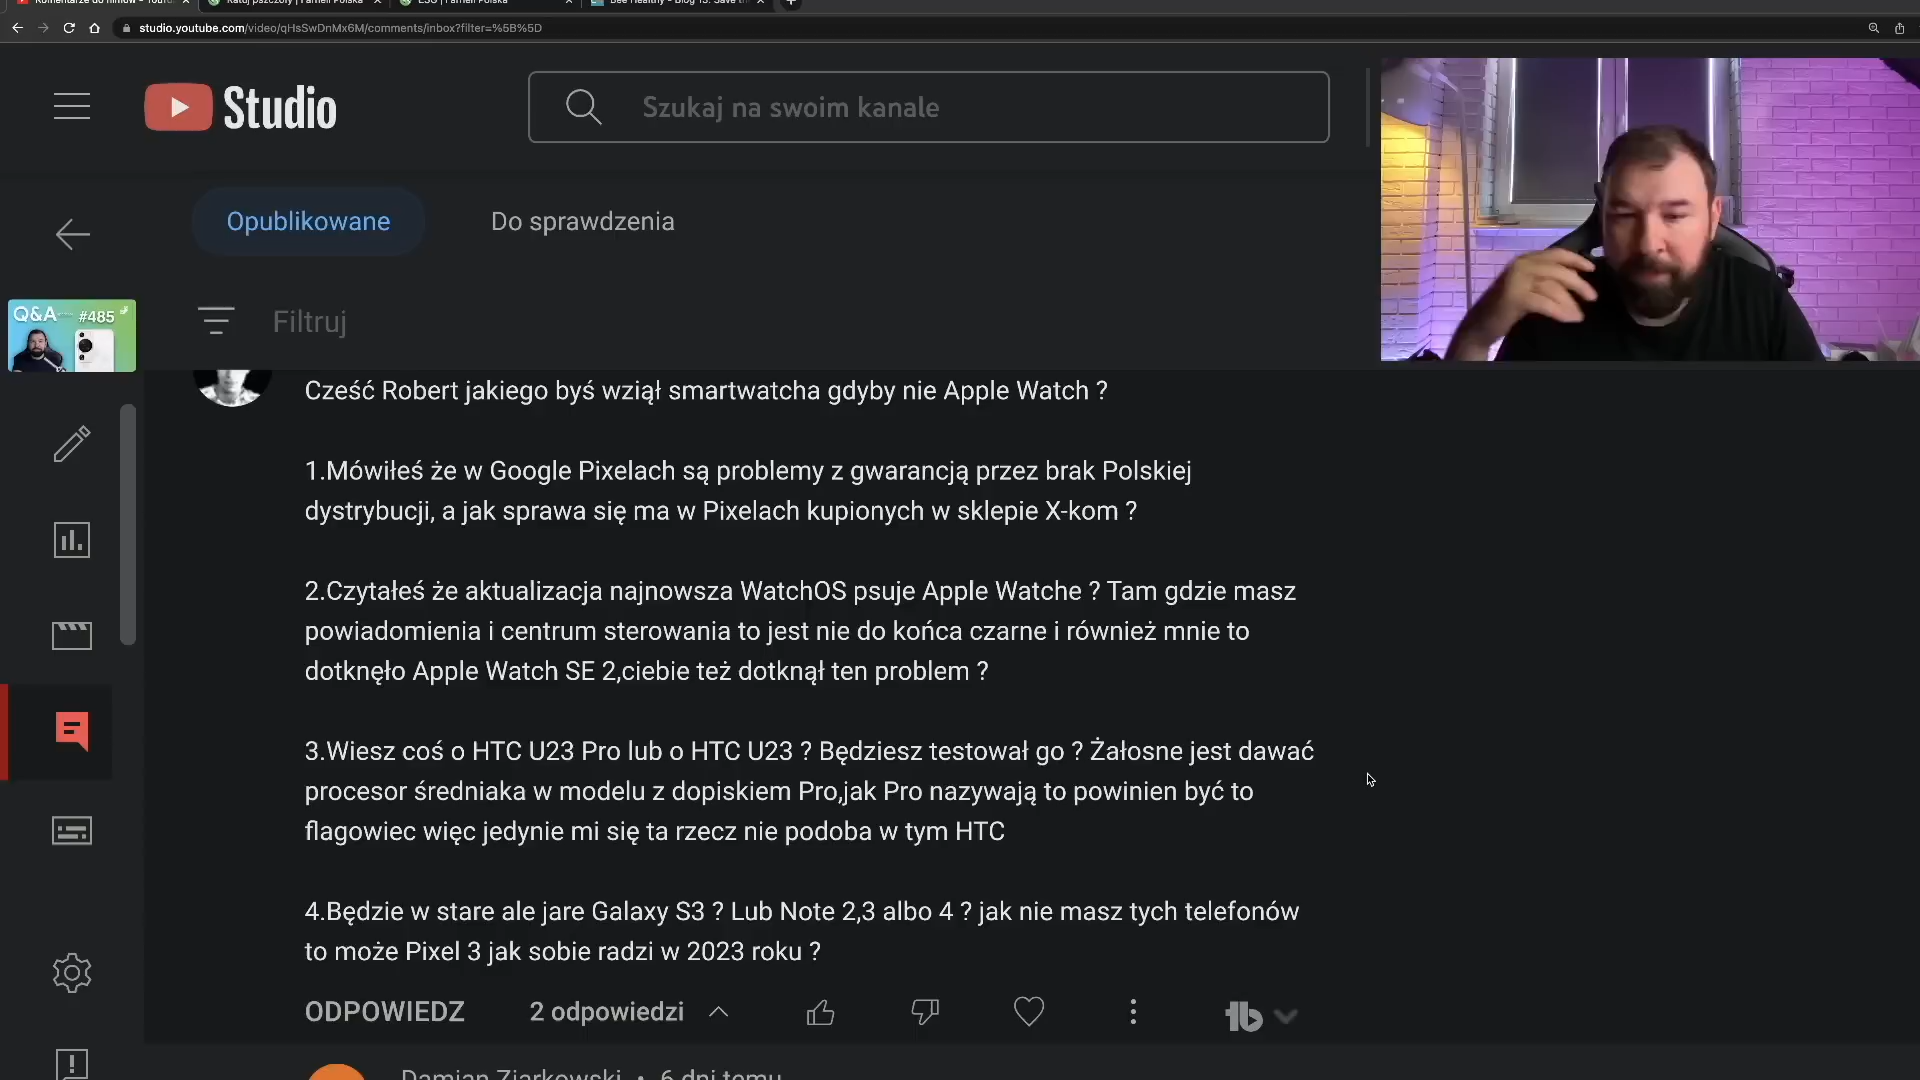 studio.youtube.com/video/qHsSwDnMx6M/comments/inbox?filter=%5B%5D
Studio
Szukaj na swoim kanale
Opublikowane
Do sprawdzenia
Q&A
#485
Filtruj
Cześć Robert jakiego byś wziął smartwatcha gdyby nie Apple Watch ?
1.Mówiłeś że w Google Pixelach są problemy z gwarancją przez brak Polskiej
dystrybucji, a jak sprawa się ma w Pixelach kupionych w sklepie X-kom ?
2.Czytałeś że aktualizacja najnowsza WatchOS psuje Apple Watche ? Tam gdzie masz
powiadomienia i centrum sterowania to jest nie do końca czarne i również mnie to
dotknęło Apple Watch SE 2,ciebie też dotknął ten problem ?
3.Wiesz coś o HTC U23 Pro lub o HTC U23 ? Będziesz testował go ? Żałosne jest dawać
procesor średniaka w modelu z dopiskiem Pro,jak Pro nazywają to powinien być to
flagowiec więc jedynie mi się ta rzecz nie podoba w tym HTC
4.Będzie w stare ale jare Galaxy S3 ? Lub Note 2,3 albo 4 ? jak nie masz tych telefonów
to może Pixel 3 jak sobie radzi w 2023 roku ?
ODPOWIEDZ
2 odpowiedzi
Damian Ziarkowski • 6 dni temu